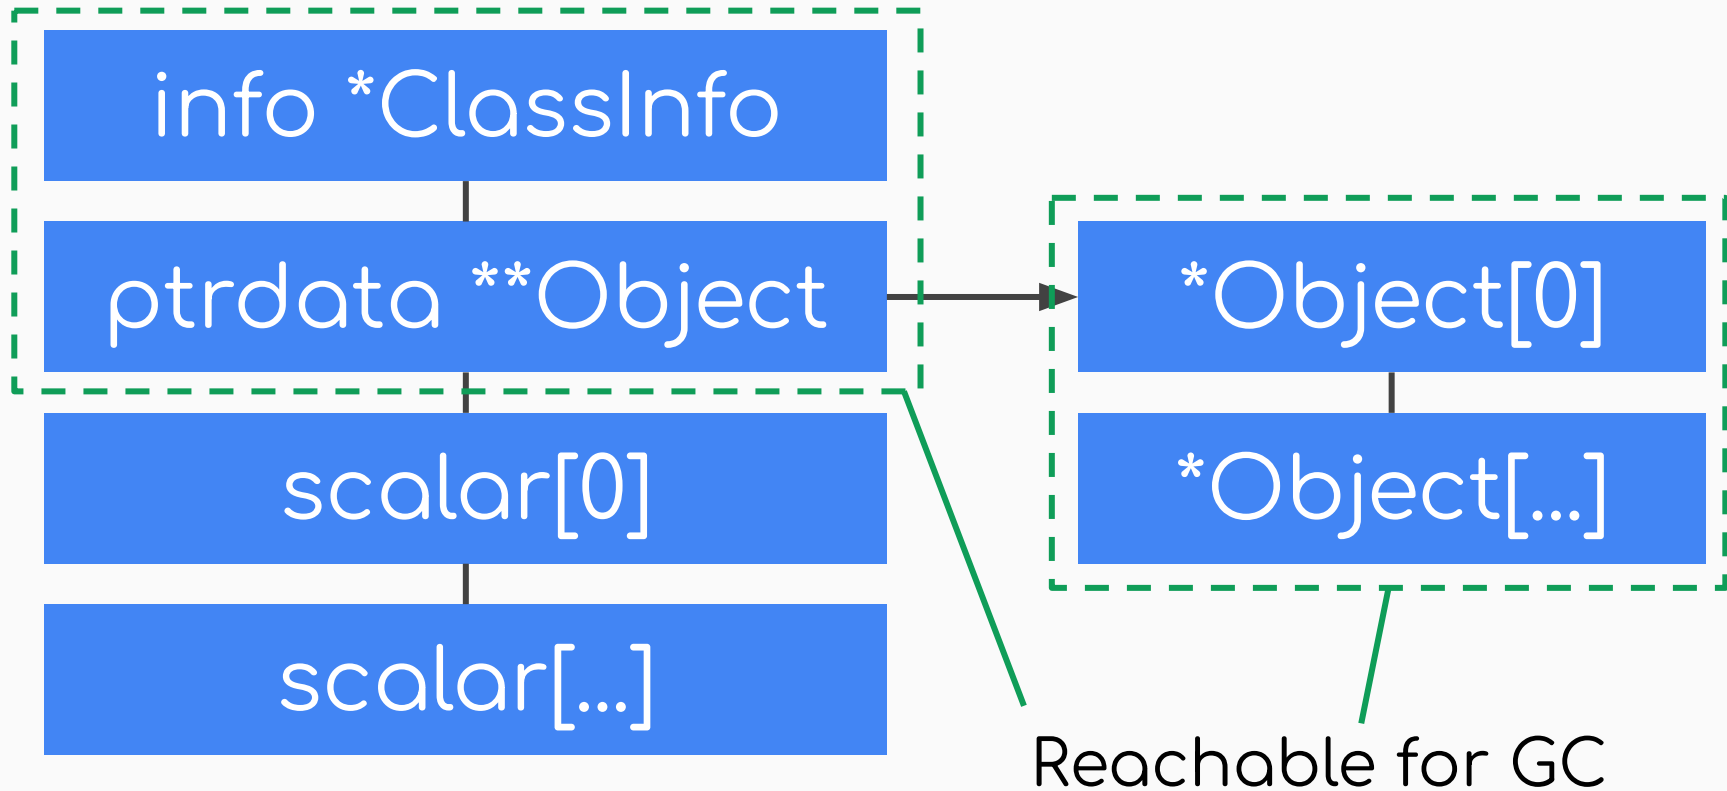 info *ClassInfo
ptrdata **Object
scalar[0]
scalar[...]
*Object[0]
*Object[...]
Reachable for GC